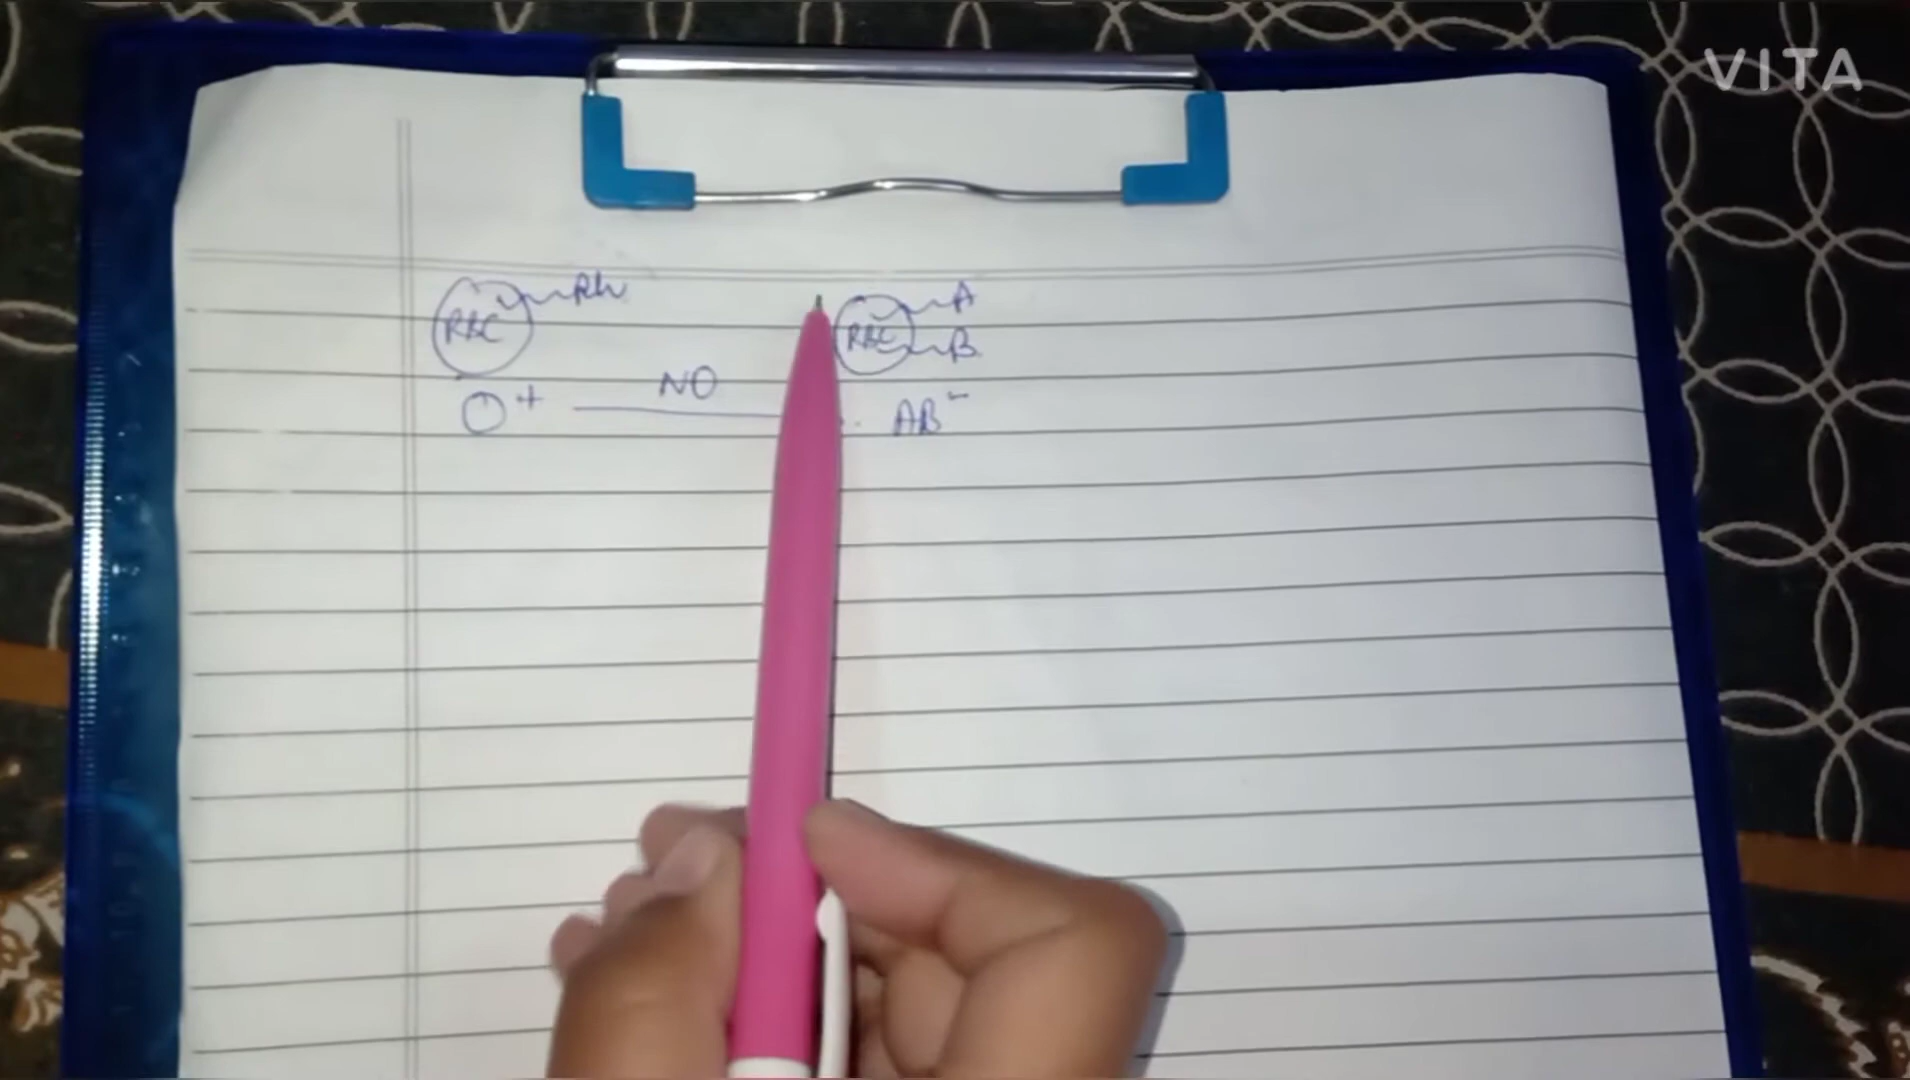 VITA
RBC Rh RBC A
B
NO
O+ AB-